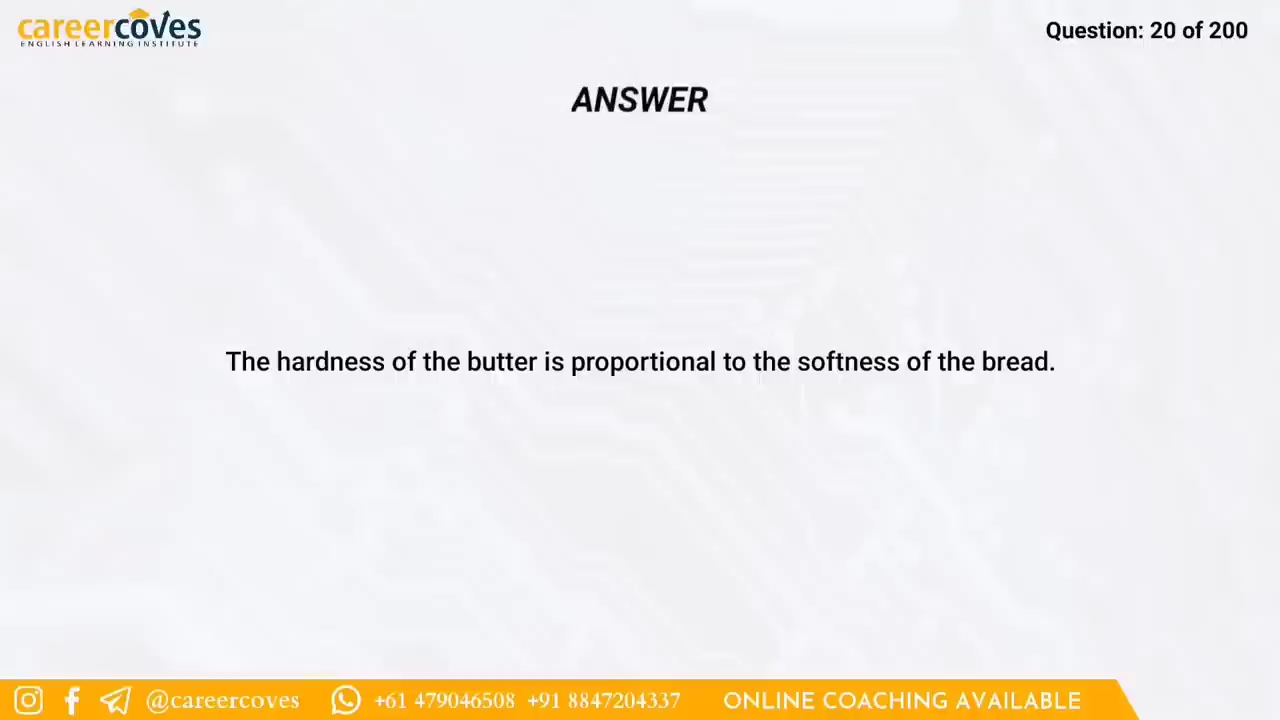 careercoves
ENGLISH LEARNING INSTITUTE
Question: 20 of 200
ANSWER
The hardness of the butter is proportional to the softness of the bread.
@careercoves +61 479046508 +91 8847204337 ONLINE COACHING AVAILABLE